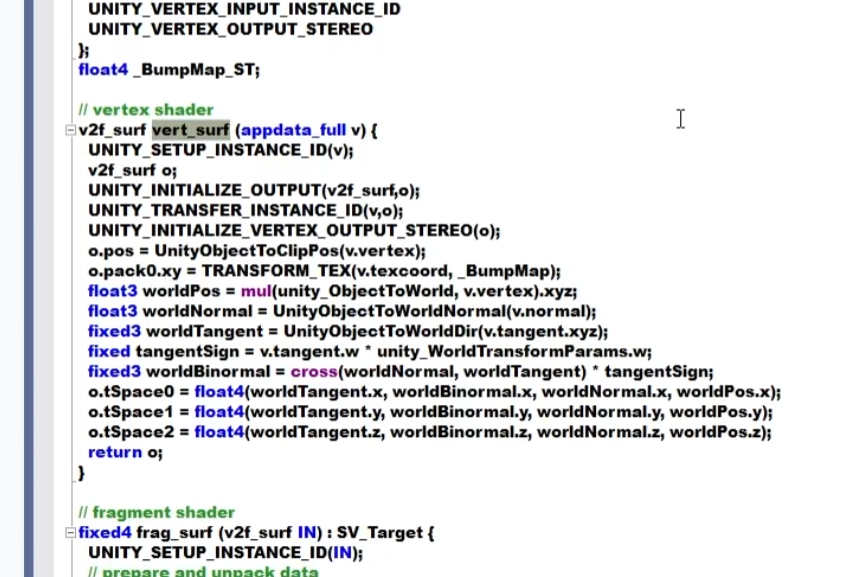 UNITY_VERTEX_INPUT_INSTANCE_ID
UNITY_VERTEX_OUTPUT_STEREO
};
float4 _BumpMap_ST;
// vertex shader
v2f_surf vert_surf (appdata_full v) {
UNITY_SETUP_INSTANCE_ID(v);
v2f_surf o;
UNITY_INITIALIZE_OUTPUT(v2f_surf,o);
UNITY_TRANSFER_INSTANCE_ID(v,o);
UNITY_INITIALIZE_VERTEX_OUTPUT_STEREO(o);
o.pos = UnityObjectToClipPos(v.vertex);
o.pack0.xy = TRANSFORM_TEX(v.texcoord, _BumpMap);
float3 worldPos = mul(unity_ObjectToWorld, v.vertex).xyz;
float3 worldNormal = UnityObjectToWorldNormal(v.normal);
fixed3 worldTangent = UnityObjectToWorldDir(v.tangent.xyz);
fixed tangentSign = v.tangent.w * unity_WorldTransformParams.w;
fixed3 worldBinormal = cross(worldNormal, worldTangent) * tangentSign;
o.tSpace0 = float4(worldTangent.x, worldBinormal.x, worldNormal.x, worldPos.x);
o.tSpace1 = float4(worldTangent.y, worldBinormal.y, worldNormal.y, worldPos.y);
o.tSpace2 = float4(worldTangent.z, worldBinormal.z, worldNormal.z, worldPos.z);
return o;
}
// fragment shader
fixed4 frag_surf (v2f_surf IN) : SV_Target {
UNITY_SETUP_INSTANCE_ID(IN);
// prepare and unpack data